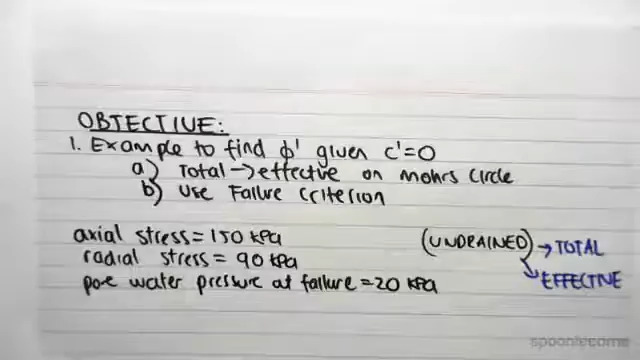 OBJECTIVE:
1. Example to find φ' given c'=0
a) Total → effective on mohrs circle
b) Use Failure criterion
axial stress = 150 kPa
radial stress = 90 kPa
pore water pressure at failure = 20 kPa
(UNDRAINED) → TOTAL
↳ EFFECTIVE